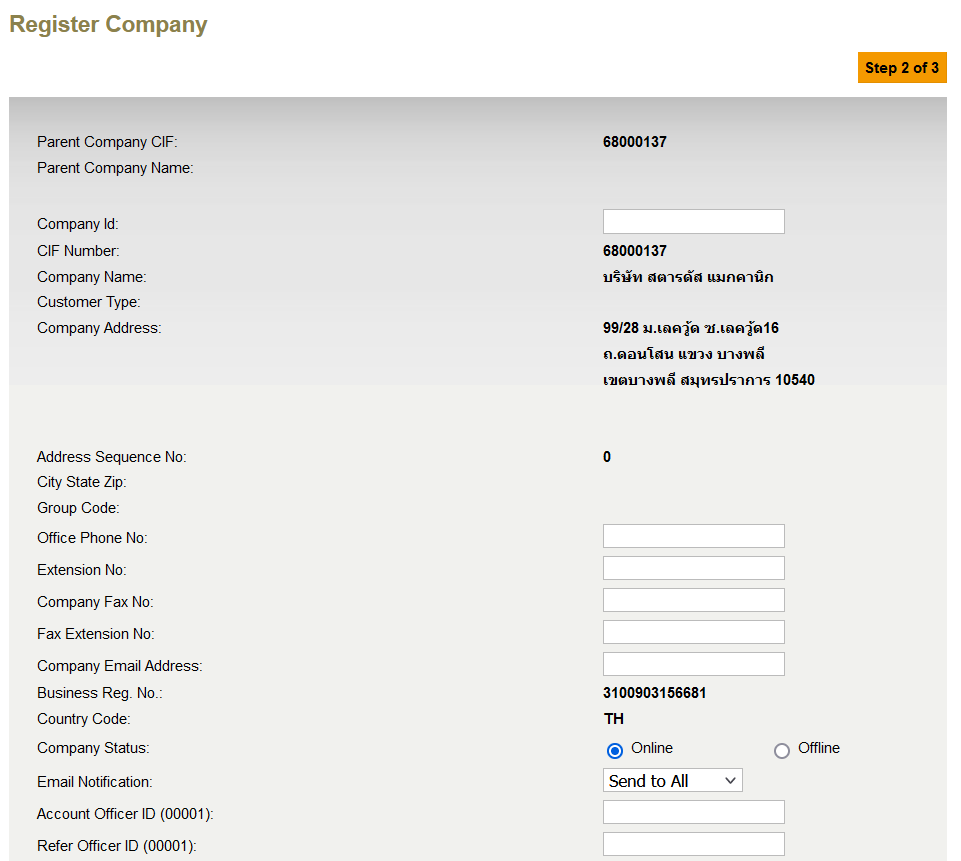 Register Company
Step 2 of 3
Parent Company CIF: 68000137
Parent Company Name:
Company Id:
CIF Number: 68000137
Company Name: บริษัท สตารดัส แมกคานิก
Customer Type:
Company Address: 99/28 ม.เลควู้ด ซ.เลควู้ด16
ถ.ดอนโสน แขวง บางพลี
เขตบางพลี สมุทรปราการ 10540
Address Sequence No: 0
City State Zip:
Group Code:
Office Phone No:
Extension No:
Company Fax No:
Fax Extension No:
Company Email Address:
Business Reg. No.: 3100903156681
Country Code: TH
Company Status: Online Offline
Email Notification: Send to All
Account Officer ID (00001):
Refer Officer ID (00001):